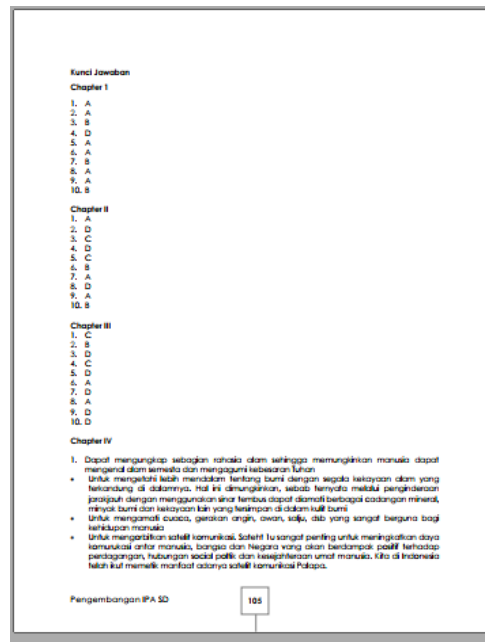 Kunci Jawaban
Chapter 1
1. A
2. A
3. B
4. D
5. A
6. A
7. B
8. A
9. A
10. B
Chapter II
1. A
2. D
3. C
4. D
5. C
6. B
7. A
8. D
9. A
10. B
Chapter III
1. C
2. B
3. D
4. C
5. D
6. A
7. D
8. A
9. D
10. D
Chapter IV
1. Dapat mengungkap sebagian rahasia alam sehingga memungkinkan manusia dapat
mengenal alam semesta dan mengagumi kebesaran Tuhan
• Untuk mengetahi lebih mendalam tentang bumi dengan segala kekayaan alam yang
terkandung di dalamnya. Hal ini dimungkinkan, sebab ternyata melalui penginderaan
jarakjauh dengan menggunakan sinar tembus dapat diamati berbagai cadangan mineral,
minyak bumi dan kekayaan lain yang tersimpan di dalam kulit bumi
• Untuk mengamati cuaca, gerakan angin, awan, salju, dsb yang sangat berguna bagi
kehidupan manusia
• Untuk mengorbitkan satelit komunikasi. 1u sangat penting untuk meningkatkan daya
antar manusia, bangsa dan Negara yang akan berdampak positif terhadap
perdagangan, hubungan social politik dan kesejahteraan umat manusia. Kita di Indonesia
telah ikut memetik manfaat adanya satelit komunikasi Palapa.
Pengembangan IPA SD
105